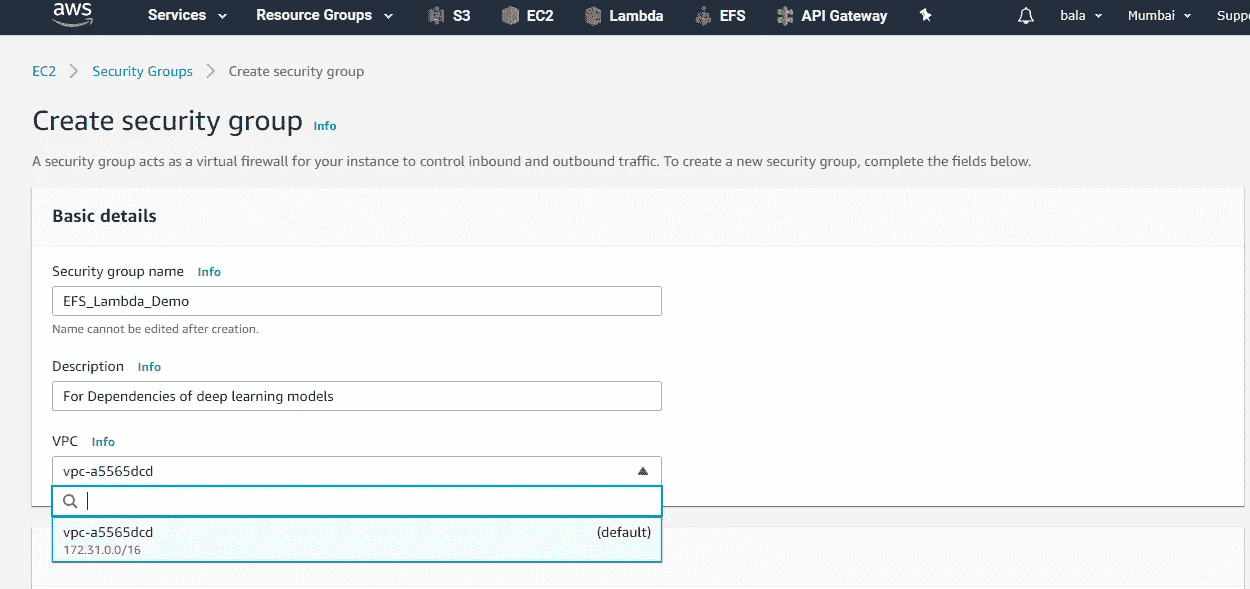 aws Services Resource Groups S3 EC2 Lambda EFS API Gateway bala Mumbai
EC2 Security Groups Create security group
Create security group Info
A security group acts as a virtual firewall for your instance to control inbound and outbound traffic. To create a new security group, complete the fields below.
Basic details
Security group name Info
EFS_Lambda_Demo
Name cannot be edited after creation.
Description Info
For Dependencies of deep learning models
VPC Info
vpc-a5565dcd
vpc-a5565dcd (default)
172.31.0.0/16